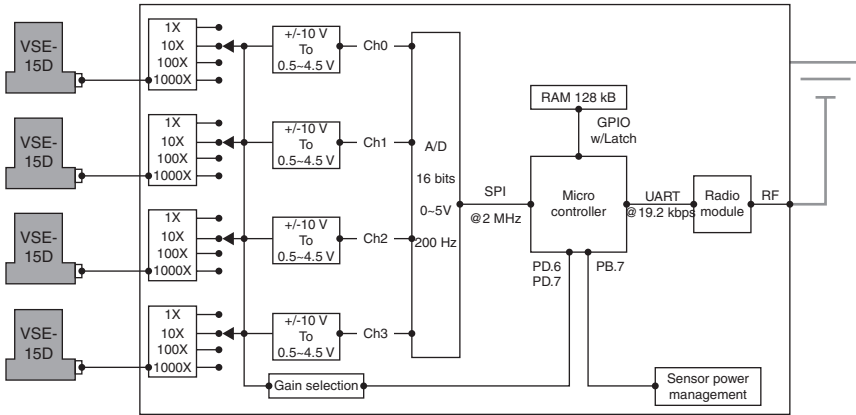 VSE-
15D
1X
10X
100X
1000X
+/-10 V
To
0.5~4.5 V
Ch0
VSE-
15D
1X
10X
100X
1000X
+/-10 V
To
0.5~4.5 V
Ch1
VSE-
15D
1X
10X
100X
1000X
+/-10 V
To
0.5~4.5 V
Ch2
VSE-
15D
1X
10X
100X
1000X
+/-10 V
To
0.5~4.5 V
Ch3
Gain selection
A/D
16 bits
0~5V
200 Hz
SPI
@2 MHz
RAM 128 kB
GPIO
w/Latch
Micro
controller
PD.6
PD.7
PB.7
UART
@19.2 kbps
Radio
module
RF
Sensor power
management